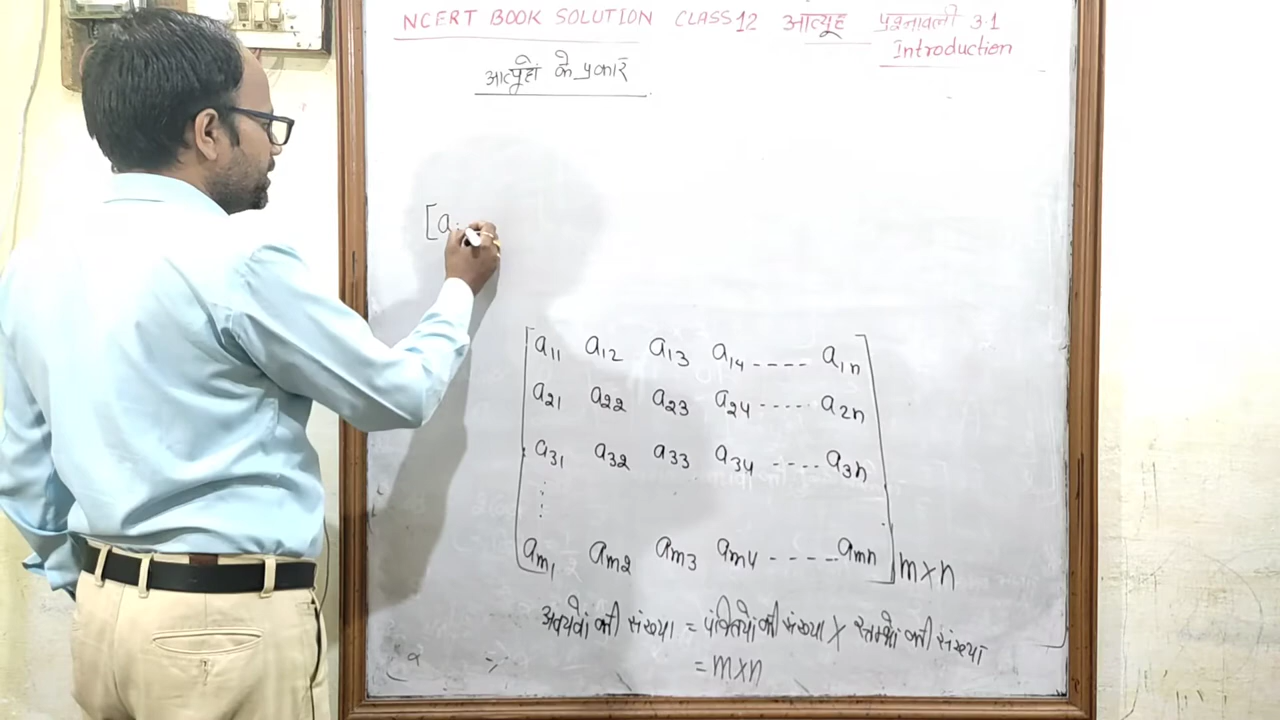 NCERT BOOK SOLUTION CLASS 12 आव्यूह प्रश्नावली 3.1
Introduction
आव्यूहों के प्रकार
[a
a11 a12 a13 a14 ---- a1n
a21 a22 a23 a24 ---- a2n
a31 a32 a33 a34 ---- a3n
am1 am2 am3 am4 ---- amn m×n
अवयवों की संख्या = पंक्तियों की संख्या × स्तम्भों की संख्या
= m×n